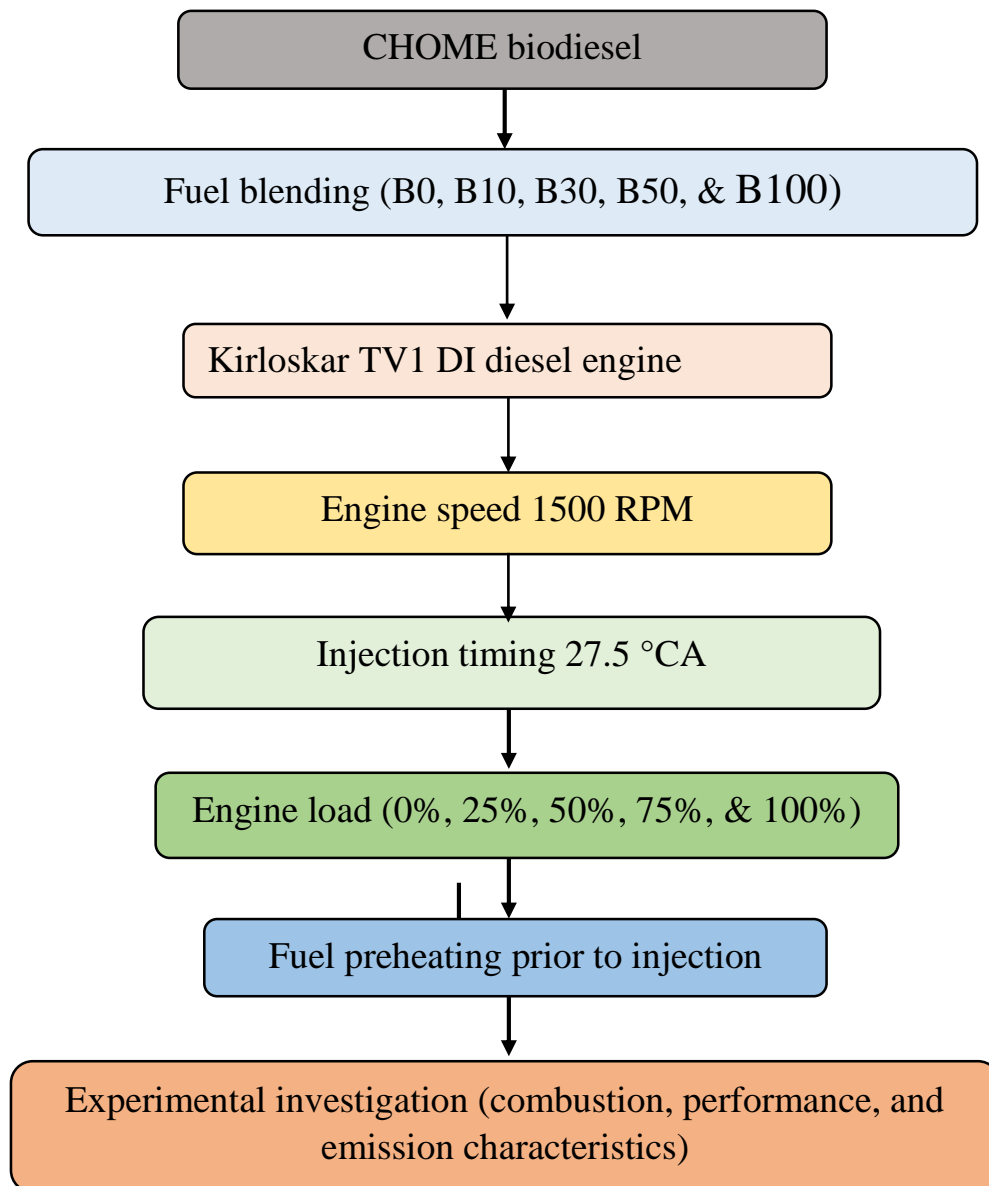 CHOME biodiesel
Fuel blending (B0, B10, B30, B50, & B100)
Kirloskar TV1 DI diesel engine
Engine speed 1500 RPM
Injection timing 27.5 °CA
Engine load (0%, 25%, 50%, 75%, & 100%)
Fuel preheating prior to injection
Experimental investigation (combustion, performance, and
emission characteristics)